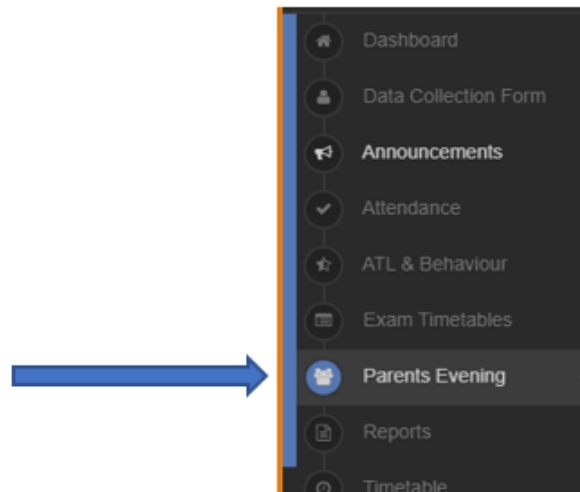 Dashboard
Data Collection Form
Announcements
Attendance
ATL & Behaviour
Exam Timetables
Parents Evening
Reports
Timetable